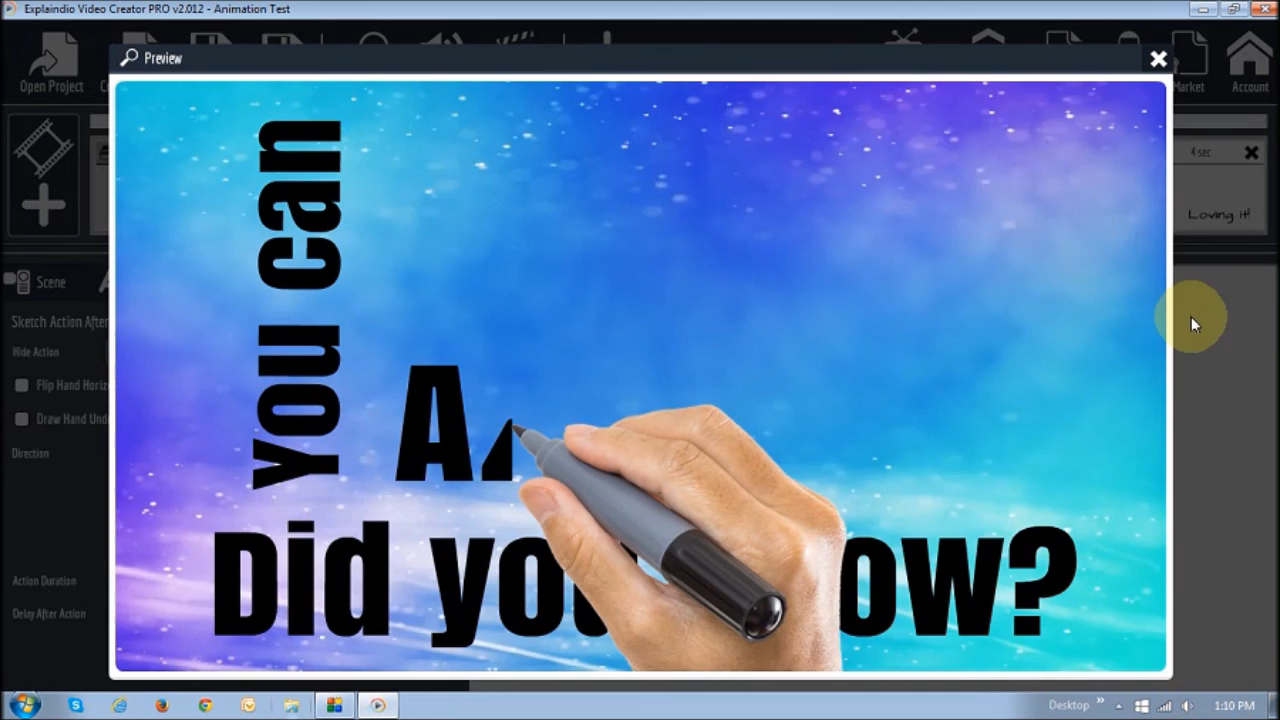 Explaindio Video Creator PRO v2.012 - Animation Test
Open Project
Market
Account
Preview
4 sec
Loving It!
Scene
Sketch Action After
Hide Action
Flip Hand
Draw Hand
Direction
Action Duration
Delay After Action
You can
A
Did you
ow?
Desktop
1:10 PM